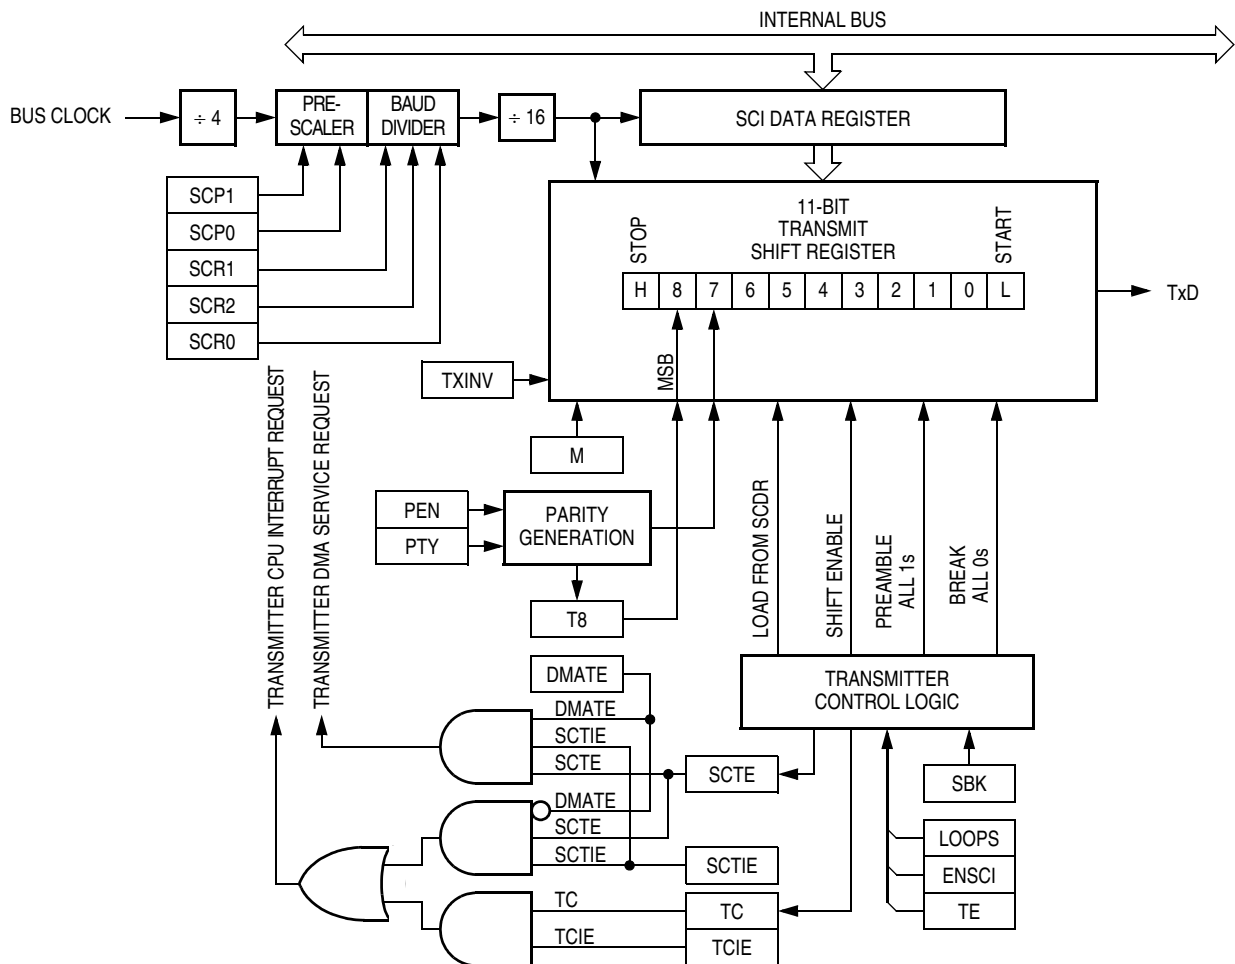 INTERNAL BUS
BUS CLOCK
÷ 4
PRE-
SCALER
BAUD
DIVIDER
÷ 16
SCI DATA REGISTER
SCP1
SCP0
SCR1
SCR2
SCR0
11-BIT
TRANSMIT
SHIFT REGISTER
STOP
START
H 8 7 6 5 4 3 2 1 0 L
TxD
TXINV
MSB
M
PEN
PTY
PARITY
GENERATION
T8
LOAD FROM SCDR
SHIFT ENABLE
PREAMBLE
ALL 1s
BREAK
ALL 0s
TRANSMITTER CPU INTERRUPT REQUEST
TRANSMITTER DMA SERVICE REQUEST
TRANSMITTER
CONTROL LOGIC
DMATE
DMATE
SCTIE
SCTE
SCTE
SBK
DMATE
SCTE
SCTIE
SCTIE
LOOPS
ENSCI
TE
TC
TC
TCIE
TCIE